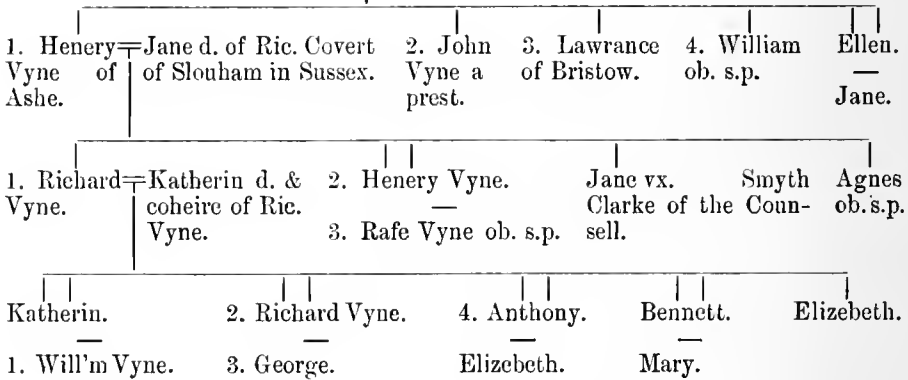 1. Henery Jane d. of Ric. Covert 2. John 3. Lawrance 4. William Ellen.
Vyne of of Slouham in Sussex. Vyne a of Bristow. ob. s.p. —
Ashe. prest. Jane.
1. Richard Katherin d. & 2. Henery Vyne. Jane vx. Smyth Agnes
Vyne. coheire of Ric. — Clarke of the Coun- ob. s.p.
Vyne. 3. Rafe Vyne ob. s.p. sell.
Katherin. 2. Richard Vyne. 4. Anthony. Bennett. Elizebeth.
— — — —
1. Will'm Vyne. 3. George. Elizebeth. Mary.